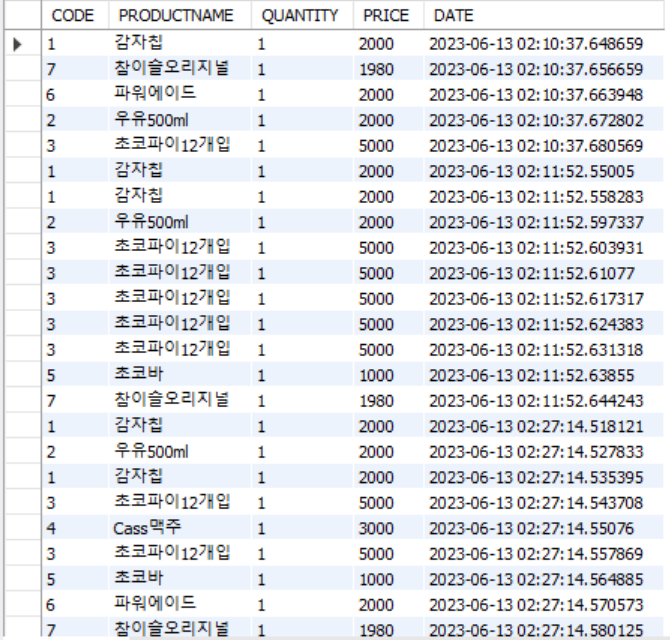 CODE PRODUCTNAME QUANTITY PRICE DATE
1 감자칩 1 2000 2023-06-13 02:10:37.648659
7 참이슬오리지널 1 1980 2023-06-13 02:10:37.656659
6 파워에이드 1 2000 2023-06-13 02:10:37.663948
2 우유500ml 1 2000 2023-06-13 02:10:37.672802
3 초코파이12개입 1 5000 2023-06-13 02:10:37.680569
1 감자칩 1 2000 2023-06-13 02:11:52.55005
1 감자칩 1 2000 2023-06-13 02:11:52.558283
2 우유500ml 1 2000 2023-06-13 02:11:52.597337
3 초코파이12개입 1 5000 2023-06-13 02:11:52.603931
3 초코파이12개입 1 5000 2023-06-13 02:11:52.61077
3 초코파이12개입 1 5000 2023-06-13 02:11:52.617317
3 초코파이12개입 1 5000 2023-06-13 02:11:52.624383
3 초코파이12개입 1 5000 2023-06-13 02:11:52.631318
5 초코바 1 1000 2023-06-13 02:11:52.63855
7 참이슬오리지널 1 1980 2023-06-13 02:11:52.644243
1 감자칩 1 2000 2023-06-13 02:27:14.518121
2 우유500ml 1 2000 2023-06-13 02:27:14.527833
1 감자칩 1 2000 2023-06-13 02:27:14.535395
3 초코파이12개입 1 5000 2023-06-13 02:27:14.543708
4 Cass맥주 1 3000 2023-06-13 02:27:14.55076
3 초코파이12개입 1 5000 2023-06-13 02:27:14.557869
5 초코바 1 1000 2023-06-13 02:27:14.564885
6 파워에이드 1 2000 2023-06-13 02:27:14.570573
7 참이슬오리지널 1 1980 2023-06-13 02:27:14.580125